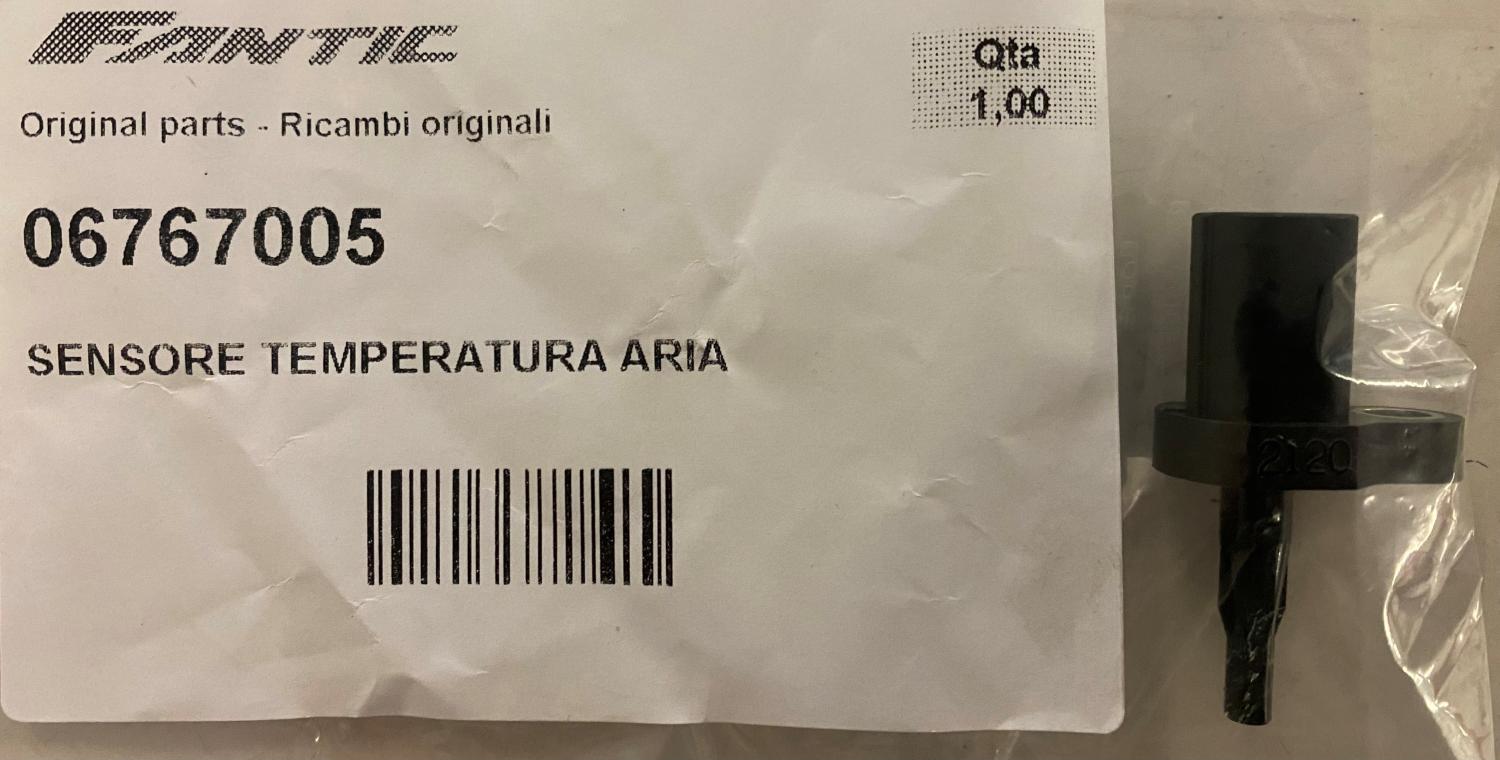 FANTIC
Qta
1,00
Original parts - Ricambi originali
06767005
SENSORE TEMPERATURA ARIA
2120